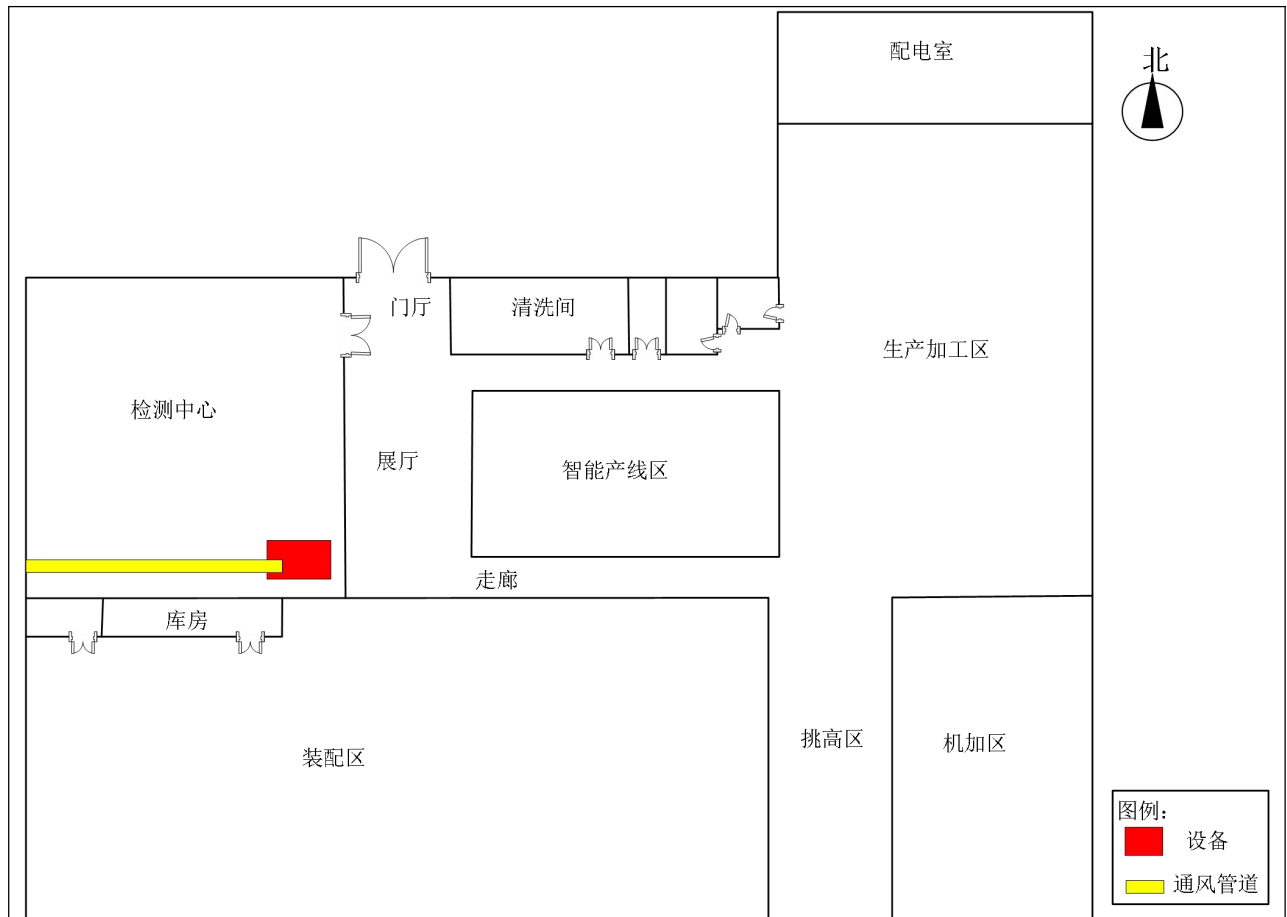 配电室
北
门厅
清洗间
生产加工区
检测中心
展厅
智能产线区
走廊
库房
装配区
挑高区
机加区
图例：
设备
通风管道